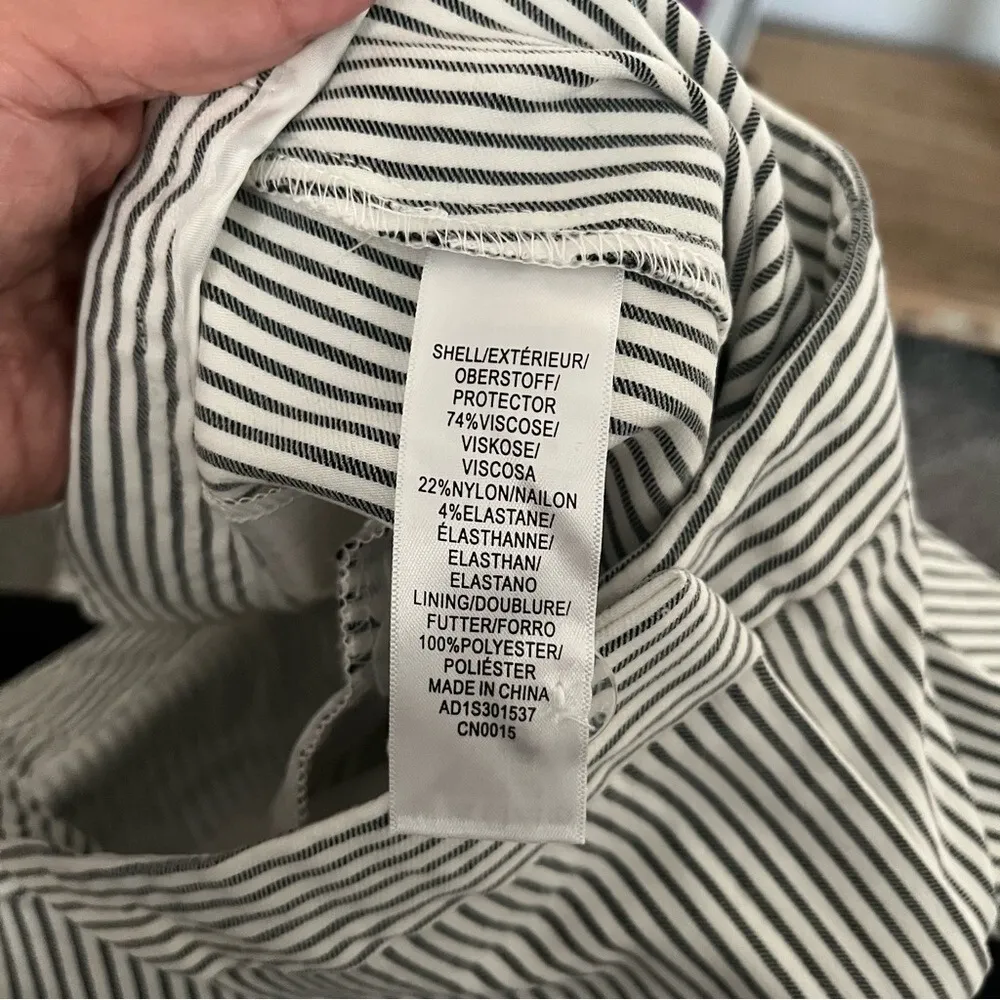 SHELL/EXTÉRIEUR/
OBERSTOFF/
PROTECTOR
74%VISCOSE/
VISKOSE/
VISCOSA
22%NYLON/NAILON
4%ELASTANE/
ÉLASTHANNE/
ELASTHAN/
ELASTANO
LINING/DOUBLURE/
FUTTER/FORRO
100%POLYESTER/
POLIÉSTER
MADE IN CHINA
AD1S301537
CN0015